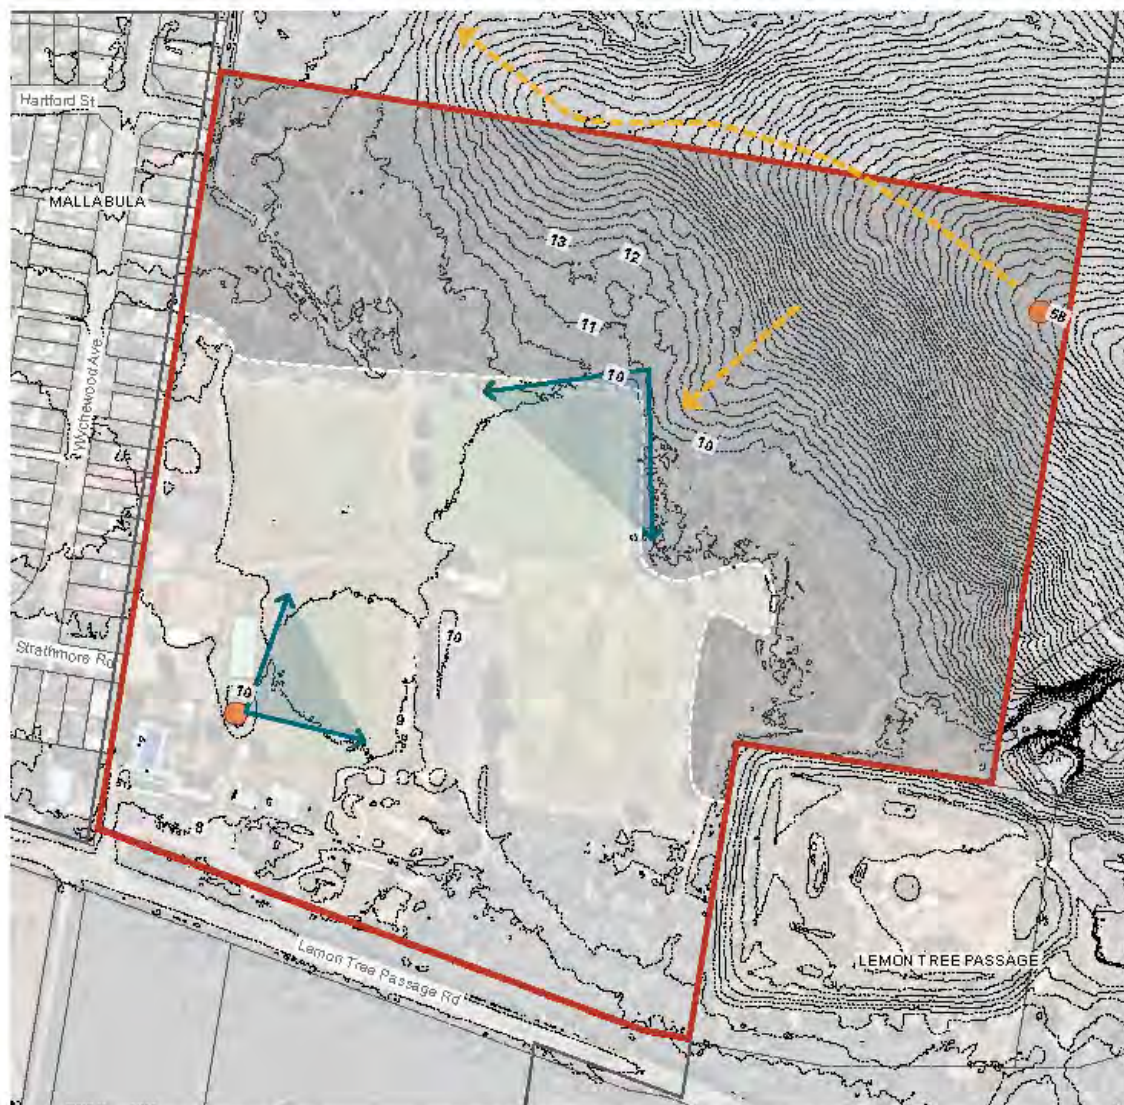 Hartford St
MALLABULA
13
12
58
11
Wychewood Ave
10
10
10
Strathmore Rd
10
9
8
Lemon Tree Passage Rd
LEMON TREE PASSAGE